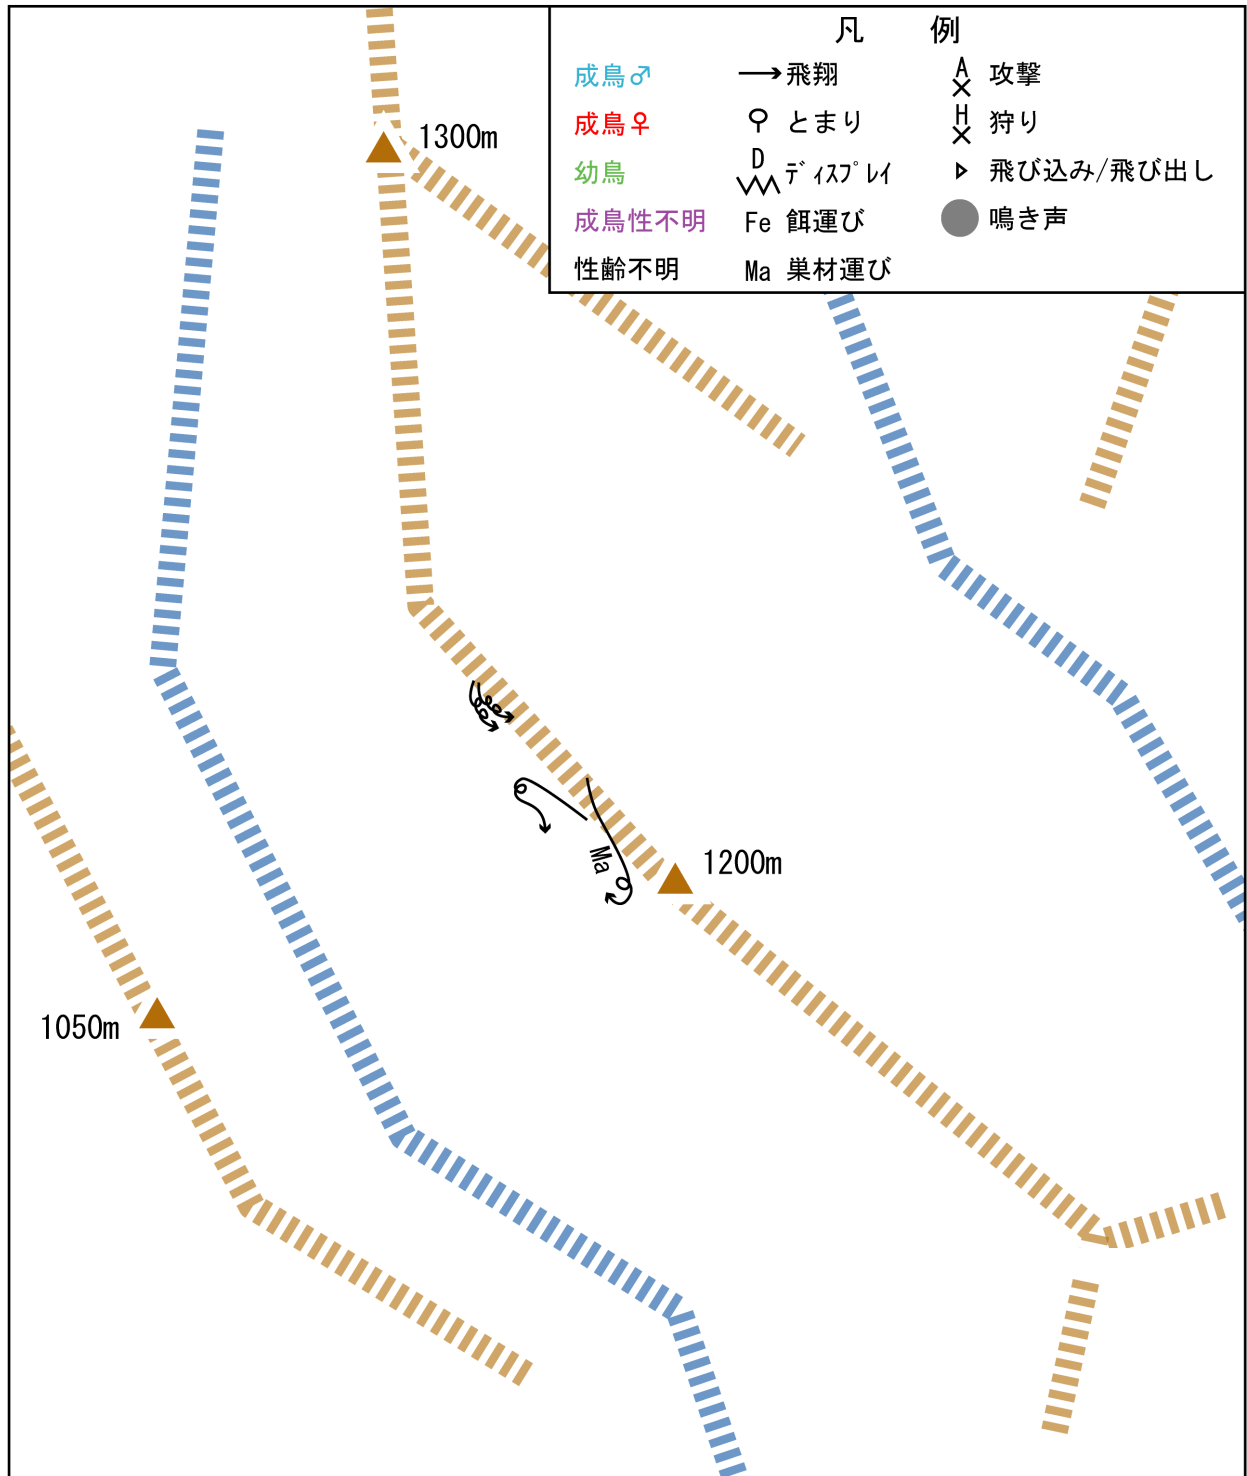 凡 例
成鳥♂ 飛翔 A 攻撃
成鳥♀ とまり H 狩り
幼鳥 D ﾃﾞｨｽﾌﾟﾚｲ 飛び込み/飛び出し
成鳥性不明 Fe 餌運び 鳴き声
性齢不明 Ma 巣材運び
1300m
Ma
1200m
1050m